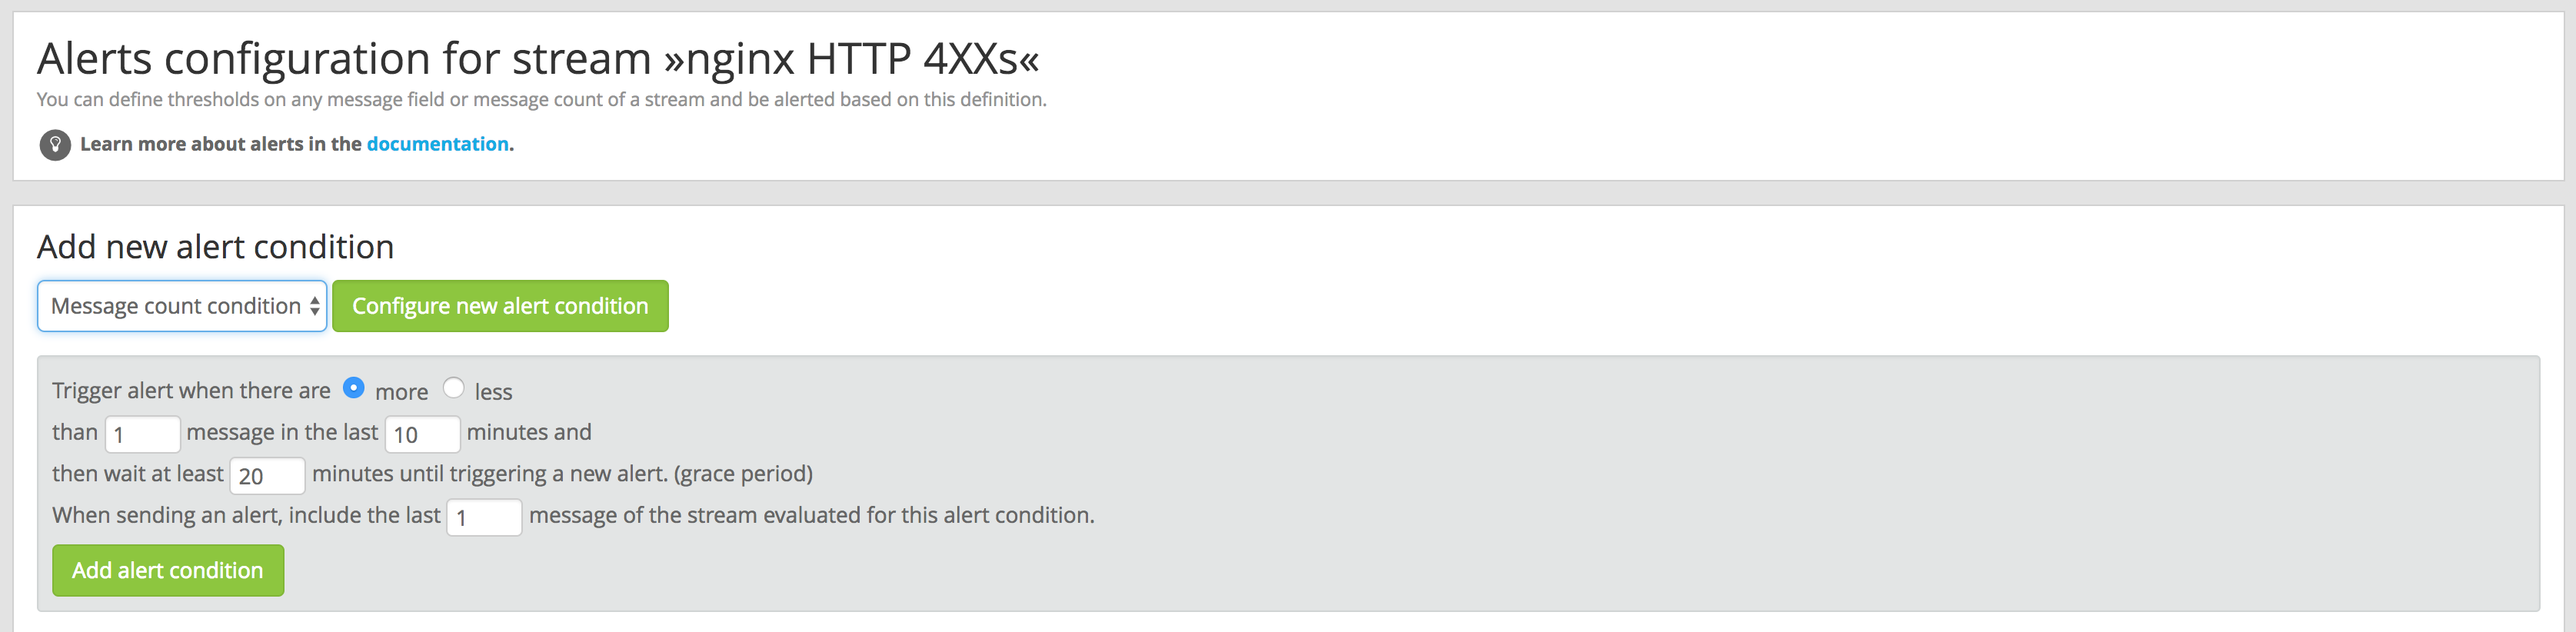 Alerts configuration for stream »nginx HTTP 4XXs«
You can define thresholds on any message field or message count of a stream and be alerted based on this definition.
Learn more about alerts in the documentation.
Add new alert condition
Message count condition Configure new alert condition
Trigger alert when there are more less
than 1 message in the last 10 minutes and
then wait at least 20 minutes until triggering a new alert. (grace period)
When sending an alert, include the last 1 message of the stream evaluated for this alert condition.
Add alert condition